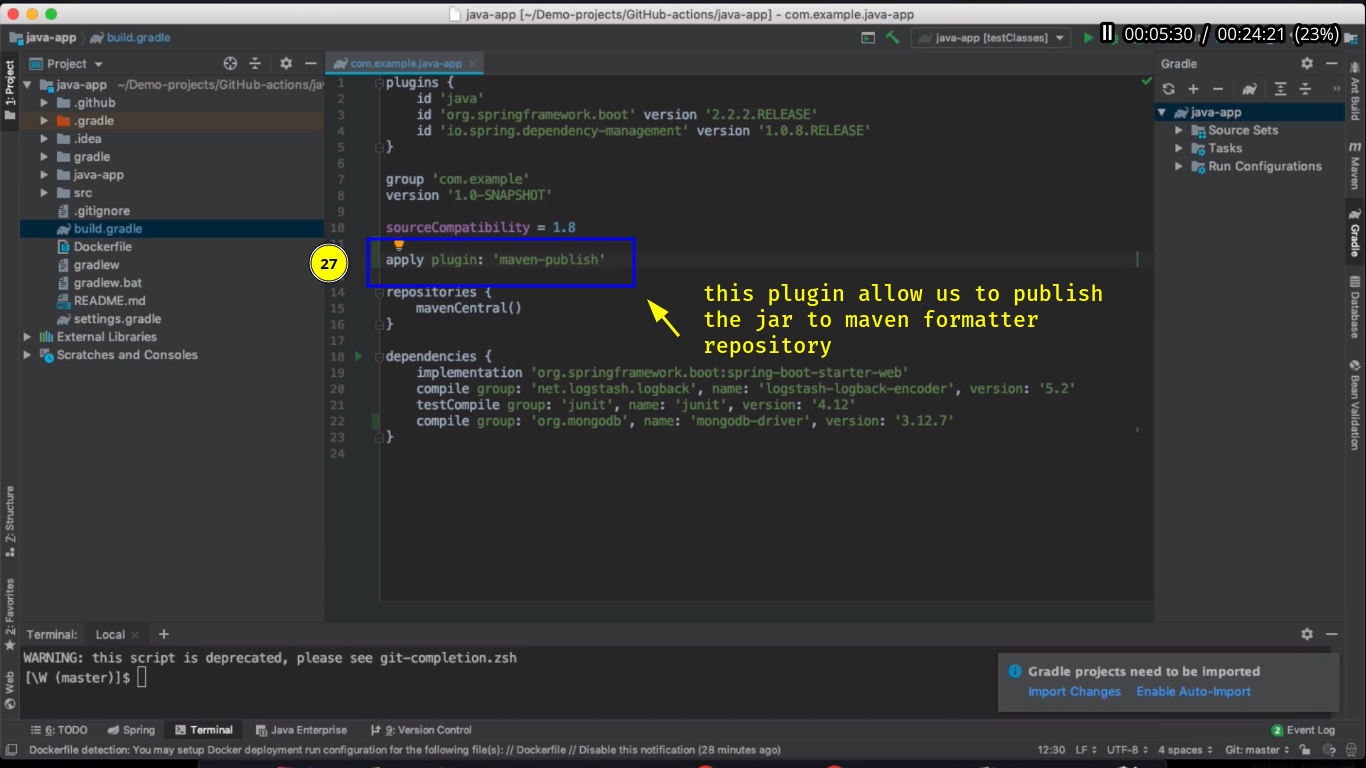 java-app [~/Demo-projects/GitHub-actions/java-app] - com.example.java-app
java-app
build.gradle
java-app [testClasses]
00:05:30 / 00:24:21 (23%)
1: Project
Project
java-app ~/Demo-projects/GitHub-actions/jav
.github
.gradle
.idea
gradle
java-app
src
.gitignore
build.gradle
Dockerfile
gradlew
gradlew.bat
README.md
settings.gradle
External Libraries
Scratches and Consoles
com.example.java-app
1 plugins {
2 id 'java'
3 id 'org.springframework.boot' version '2.2.2.RELEASE'
4 id 'io.spring.dependency-management' version '1.0.8.RELEASE'
5 }
6
7 group 'com.example'
8 version '1.0-SNAPSHOT'
9
10 sourceCompatibility = 1.8
11
apply plugin: 'maven-publish'
14 repositories {
15 mavenCentral()
16 }
17
18 dependencies {
19 implementation 'org.springframework.boot:spring-boot-starter-web'
20 compile group: 'net.logstash.logback', name: 'logstash-logback-encoder', version: '5.2'
21 testCompile group: 'junit', name: 'junit', version: '4.12'
22 compile group: 'org.mongodb', name: 'mongodb-driver', version: '3.12.7'
23 }
24
27
this plugin allow us to publish
the jar to maven formatter
repository
Gradle
java-app
Source Sets
Tasks
Run Configurations
Ant Build
Maven
Gradle
Database
Bean Validation
Z: Structure
2: Favorites
Web
Terminal:
Local
WARNING: this script is deprecated, please see git-completion.zsh
[\W (master)]$
Gradle projects need to be imported
Import Changes
Enable Auto-Import
6: TODO
Spring
Terminal
Java Enterprise
9: Version Control
2 Event Log
Dockerfile detection: You may setup Docker deployment run configuration for the following file(s): // Dockerfile // Disable this notification (28 minutes ago)
12:30
LF
UTF-8
4 spaces
Git: master